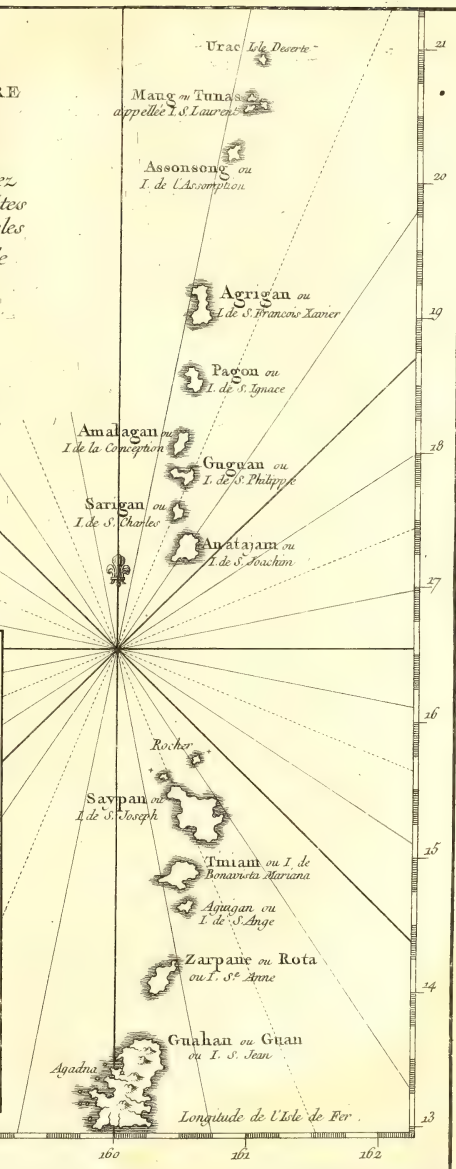 Urac Isle Deserte
21
RE
Maug ou Tunas
appellée I. S. Laurent
Assonsong ou
I. de l'Assomption
20
ez
tes
les
e
Agrigan ou
I. de S. Francois Xavier
19
Pagon ou
I. de S. Ignace
Amatagan ou
I. de la Conception
18
Guguan ou
I. de S. Philippe
Sarigan ou
I. de S. Charles
Anatajam ou
I. de S. Joachim
17
16
Rocher
Saypan ou
I. de S. Joseph
15
Tiniam ou I. de
Bonavista Mariana
Aguigan ou
I. de S. Ange
Zarpane ou Rota
ou I. Ste. Anne
14
Guahan ou Guan
ou I. S. Jean
Agadna
Longitude de l'Isle de Fer.
13
160
161
162